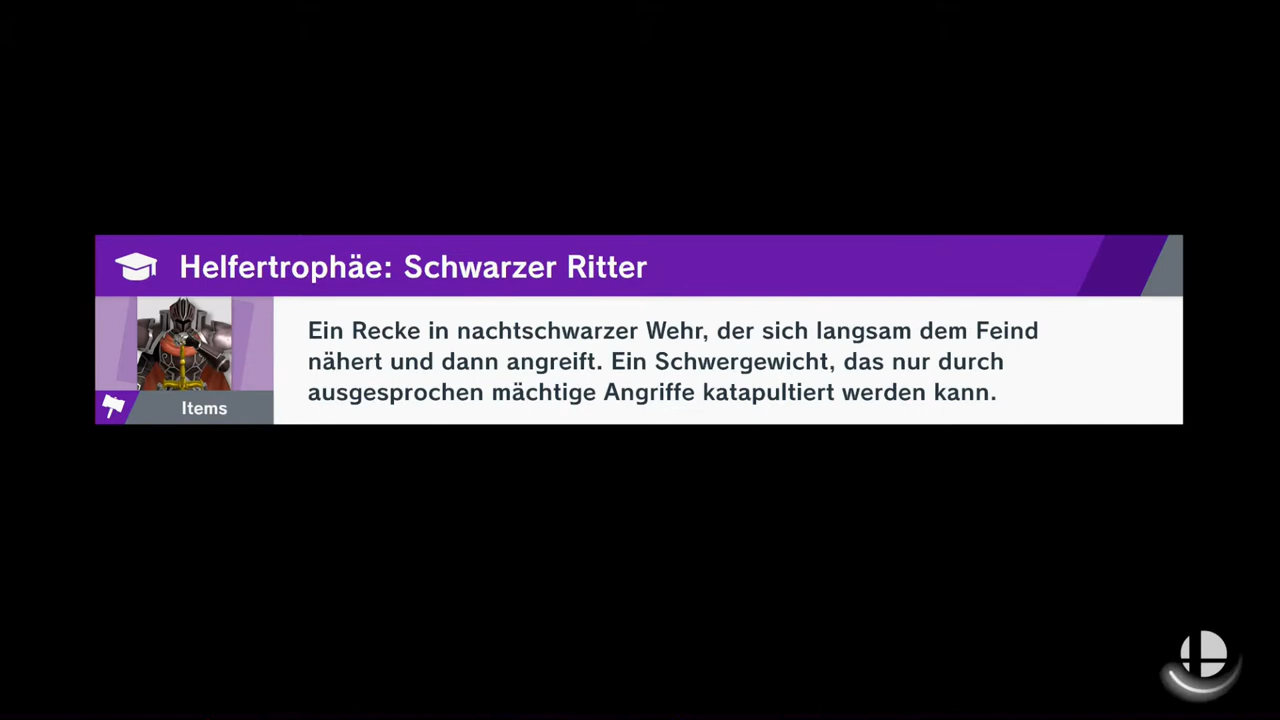 Helfertrophäe: Schwarzer Ritter
Ein Recke in nachtschwarzer Wehr, der sich langsam dem Feind
nähert und dann angreift. Ein Schwergewicht, das nur durch
ausgesprochen mächtige Angriffe katapultiert werden kann.
Items